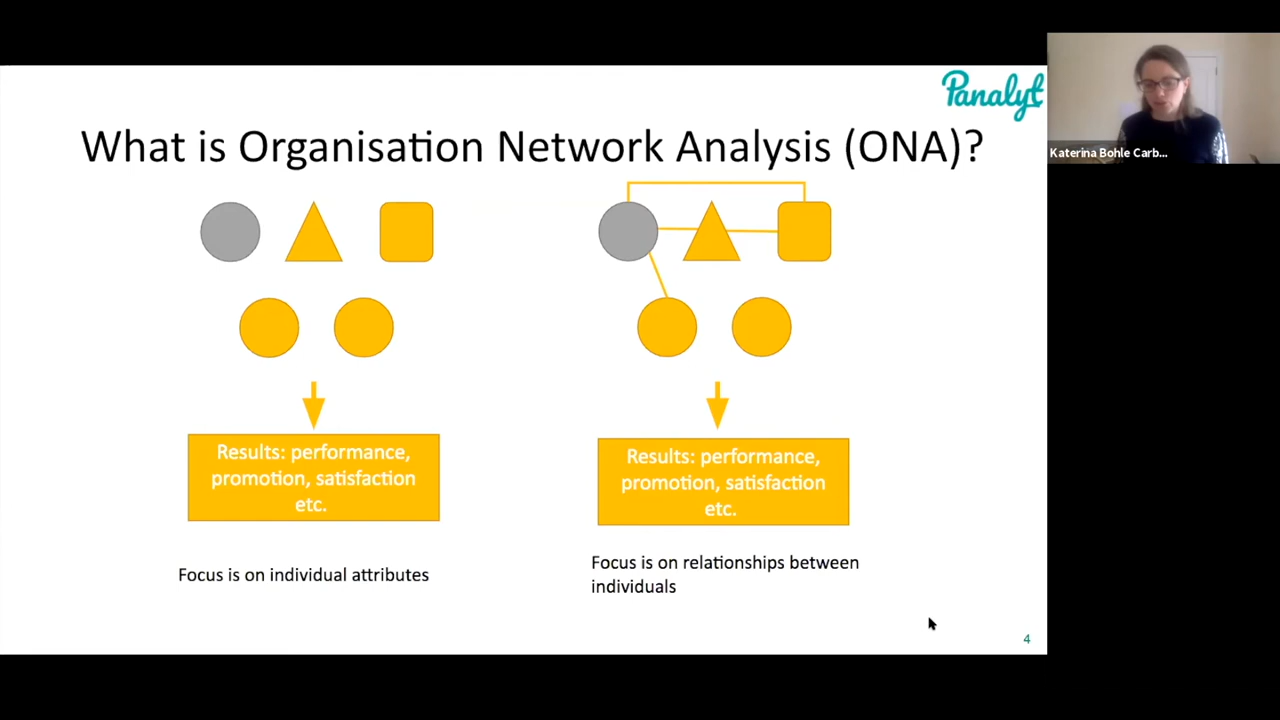 Panalyt
What is Organisation Network Analysis (ONA)?
Results: performance,
promotion, satisfaction
etc.
Focus is on individual attributes
Results: performance,
promotion, satisfaction
etc.
Focus is on relationships between
individuals
4
Katerina Bohle Carb...